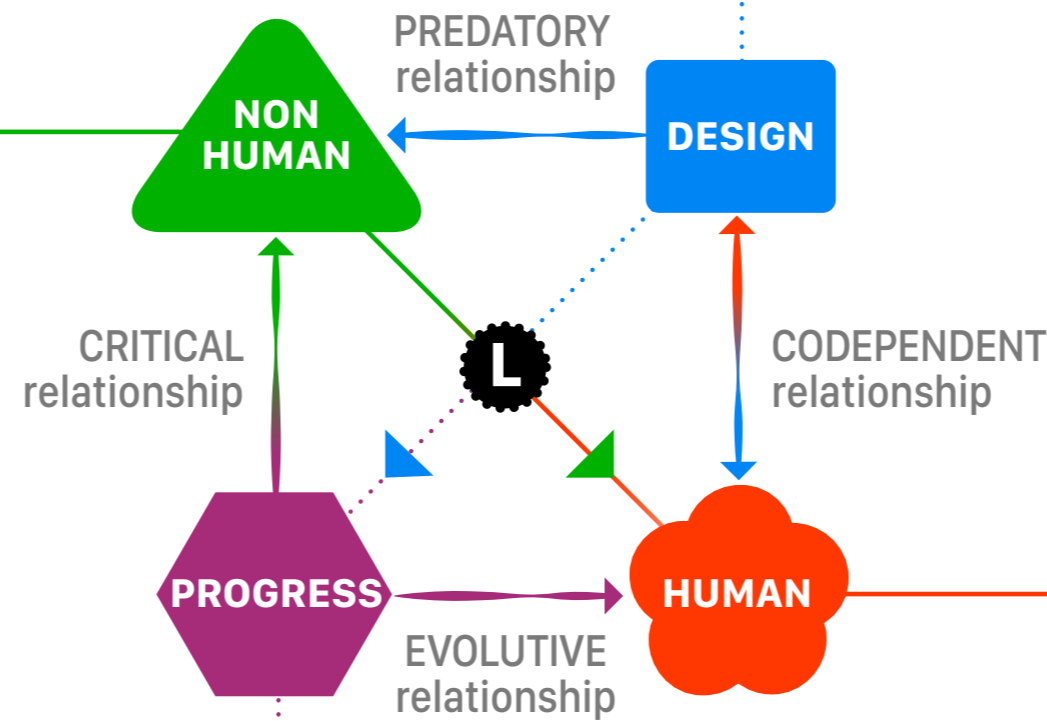 PREDATORY
relationship
NON
HUMAN
DESIGN
L
CRITICAL
relationship
CODEPENDENT
relationship
PROGRESS
HUMAN
EVOLUTIVE
relationship